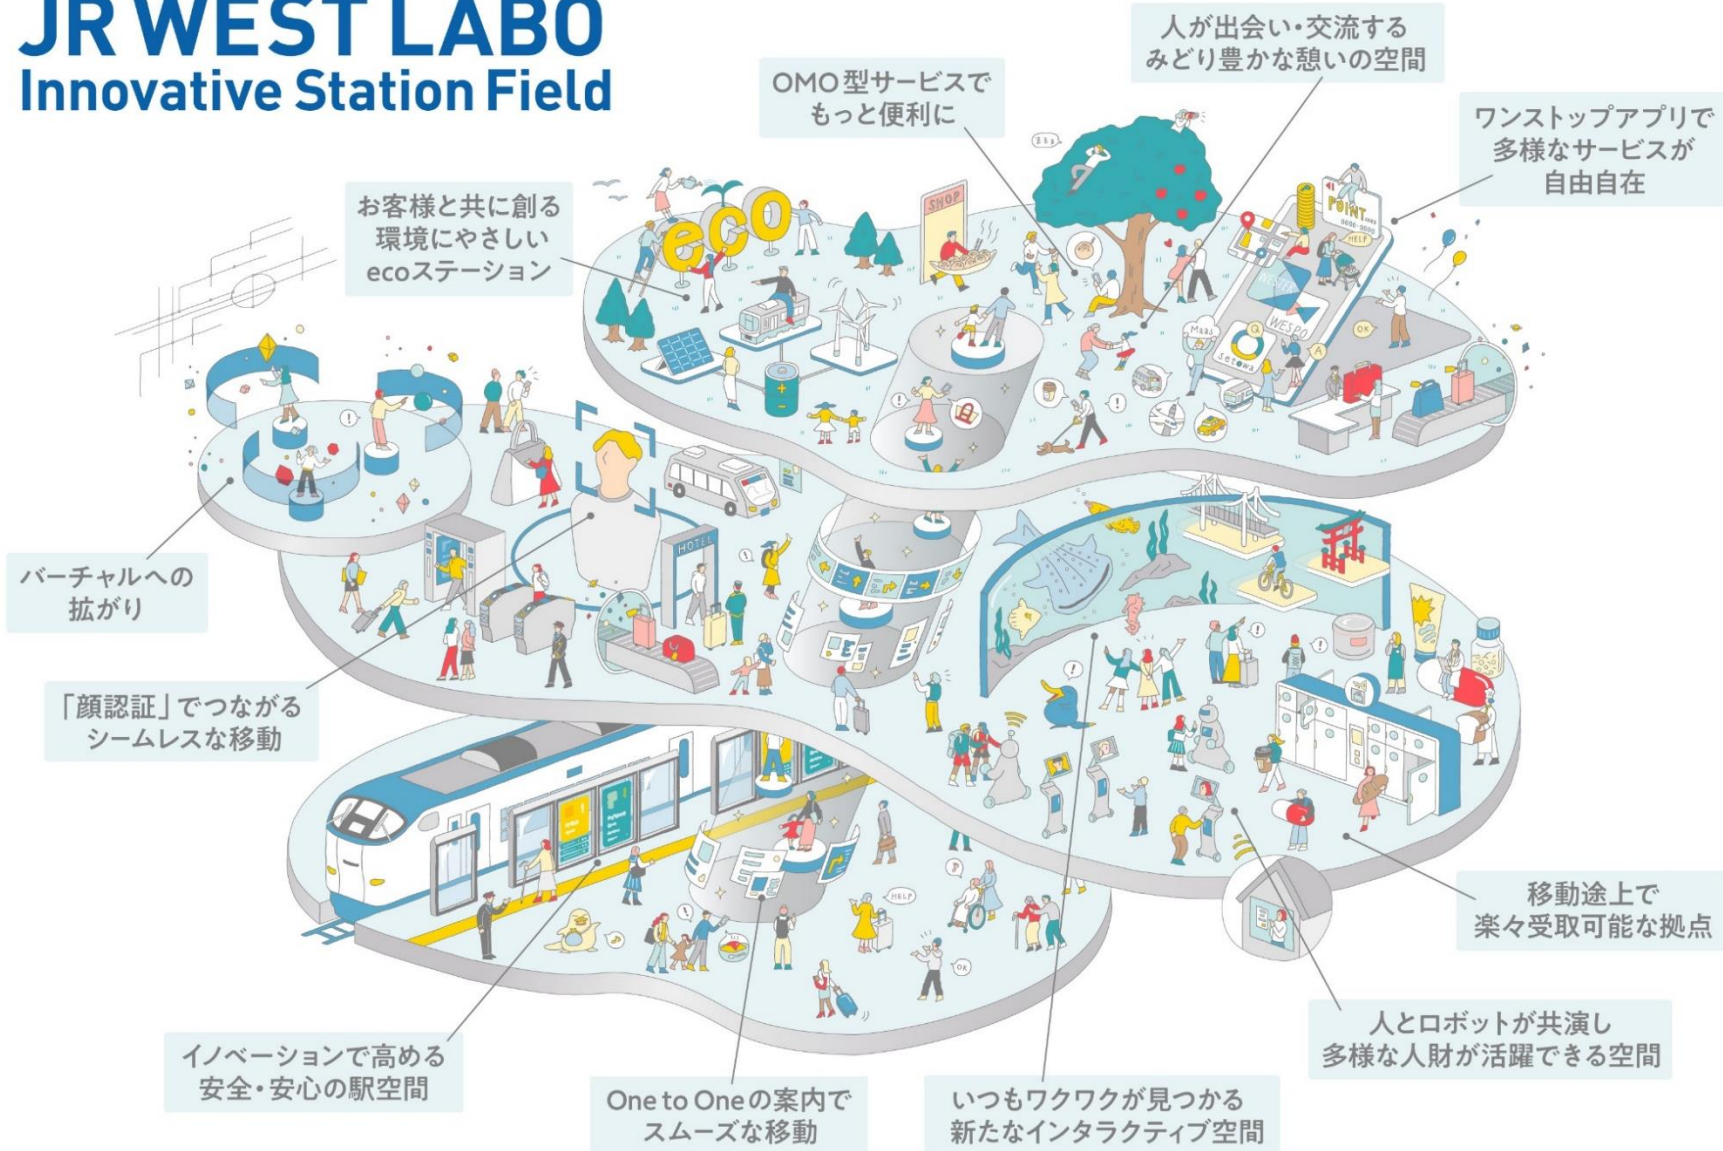 JR WEST LABO
Innovative Station Field
人が出会い・交流する
みどり豊かな憩いの空間
OMO型サービスで
もっと便利に
ワンストップアプリで
多様なサービスが
自由自在
お客様と共に創る
環境にやさしい
ecoステーション
eco
SHOP
POINT
HELP
WESTER
WESPO
MaaS
setowa
Q
A
OK
HOTEL
バーチャルへの
拡がり
「顔認証」でつながる
シームレスな移動
HELP
P
OK
移動途上で
楽々受取可能な拠点
人とロボットが共演し
多様な人財が活躍できる空間
イノベーションで高める
安全・安心の駅空間
One to Oneの案内で
スムーズな移動
いつもワクワクが見つかる
新たなインタラクティブ空間